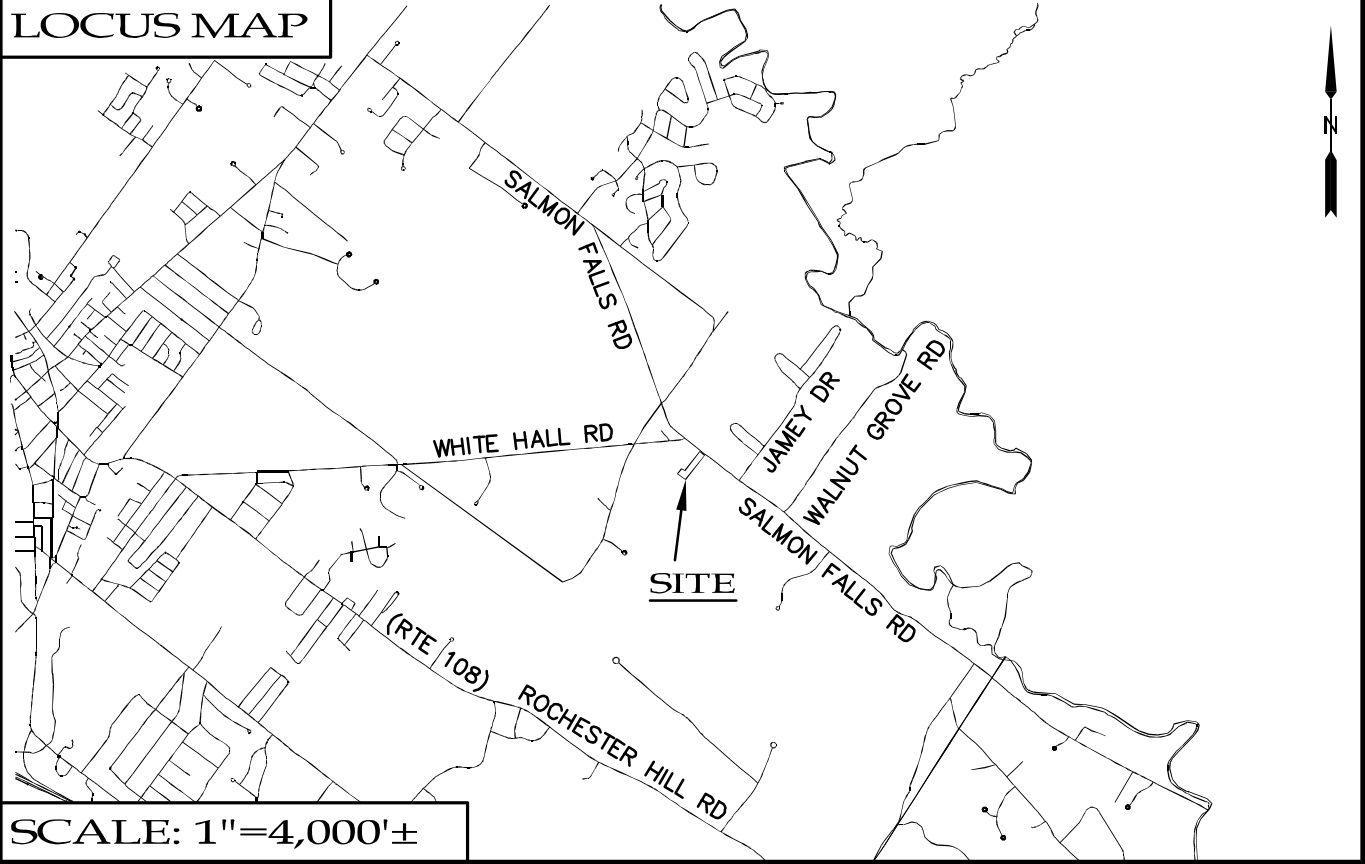 LOCUS MAP
N
SALMON FALLS RD
WHITE HALL RD
JAMEY DR
WALNUT GROVE RD
SALMON FALLS RD
SITE
(RTE 108) ROCHESTER HILL RD
SCALE: 1"=4,000'±